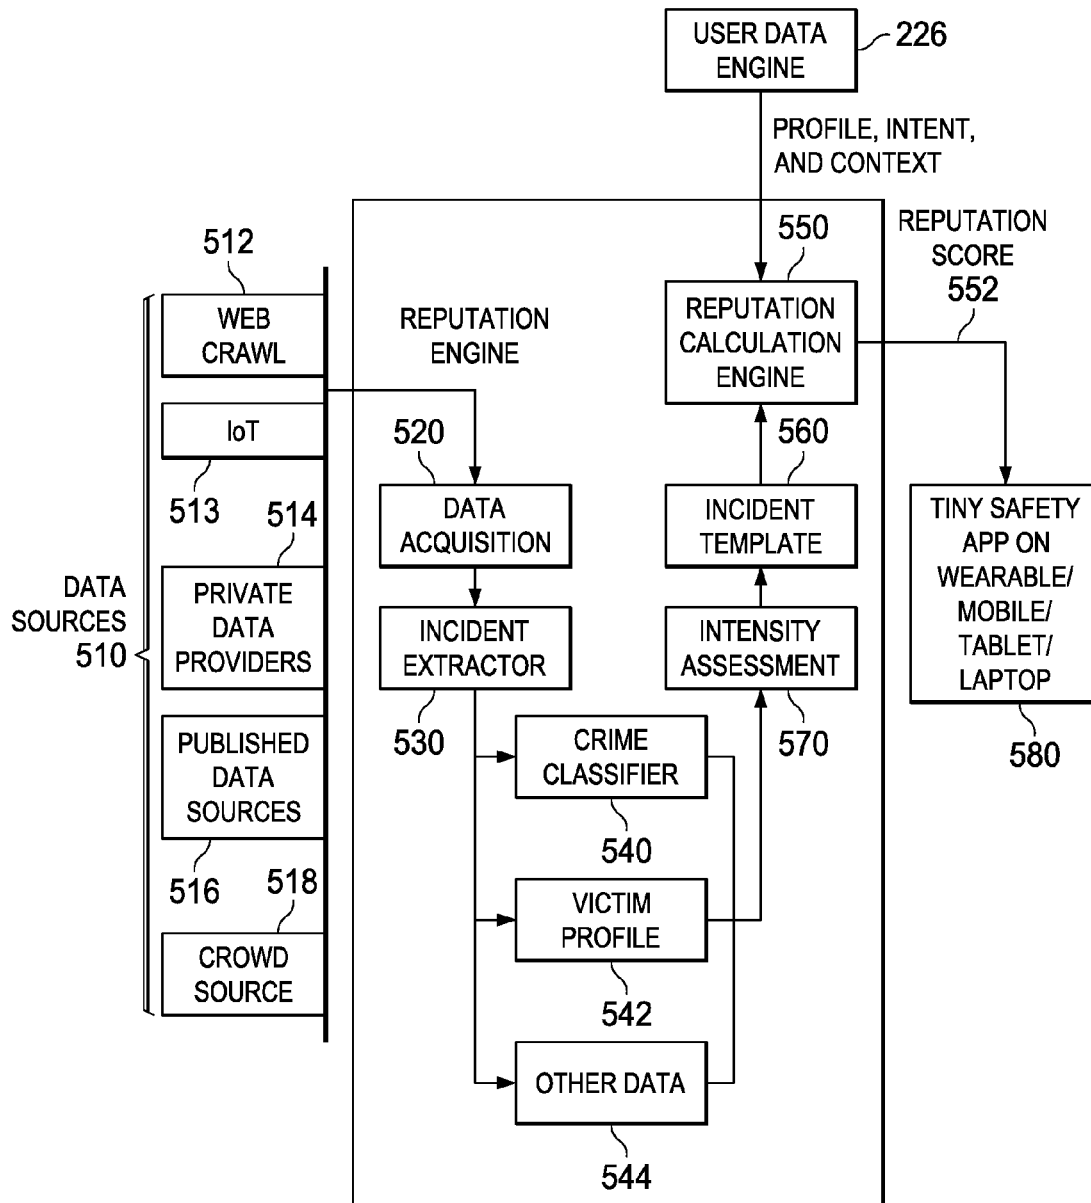 USER DATA
ENGINE
226
PROFILE, INTENT,
AND CONTEXT
REPUTATION
SCORE
552
512
WEB
CRAWL
IoT
513
514
PRIVATE
DATA
PROVIDERS
DATA
SOURCES
510
PUBLISHED
DATA
SOURCES
516
518
CROWD
SOURCE
REPUTATION
ENGINE
520
DATA
ACQUISITION
INCIDENT
EXTRACTOR
530
550
REPUTATION
CALCULATION
ENGINE
560
INCIDENT
TEMPLATE
INTENSITY
ASSESSMENT
570
CRIME
CLASSIFIER
540
VICTIM
PROFILE
542
OTHER DATA
544
TINY SAFETY
APP ON
WEARABLE/
MOBILE/
TABLET/
LAPTOP
580